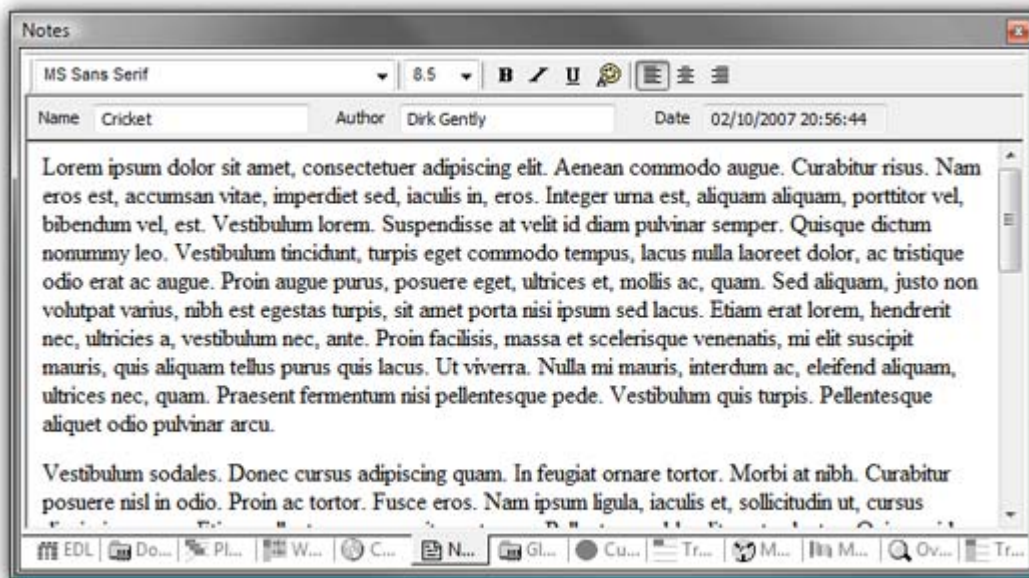 Notes
MS Sans Serif 8.5 B I U
Name Cricket Author Dirk Gently Date 02/10/2007 20:56:44
Lorem ipsum dolor sit amet, consectetuer adipiscing elit. Aenean commodo augue. Curabitur risus. Nam
eros est, accumsan vitae, imperdiet sed, iaculis in, eros. Integer urna est, aliquam aliquam, porttitor vel,
bibendum vel, est. Vestibulum lorem. Suspendisse at velit id diam pulvinar semper. Quisque dictum
nonummy leo. Vestibulum tincidunt, turpis eget commodo tempus, lacus nulla laoreet dolor, ac tristique
odio erat ac augue. Proin augue purus, posuere eget, ultrices et, mollis ac, quam. Sed aliquam, justo non
volutpat varius, nibh est egestas turpis, sit amet porta nisi ipsum sed lacus. Etiam erat lorem, hendrerit
nec, ultricies a, vestibulum nec, ante. Proin facilisis, massa et scelerisque venenatis, mi elit suscipit
mauris, quis aliquam tellus purus quis lacus. Ut viverra. Nulla mi mauris, interdum ac, eleifend aliquam,
ultrices nec, quam. Praesent fermentum nisi pellentesque pede. Vestibulum quis turpis. Pellentesque
aliquet odio pulvinar arcu.
Vestibulum sodales. Donec cursus adipiscing quam. In feugiat ornare tortor. Morbi at nibh. Curabitur
posuere nisl in odio. Proin ac tortor. Fusce eros. Nam ipsum ligula, iaculis et, sollicitudin ut, cursus
EDL Do... Pl... W... C... N... Gl... Cu... Tr... M... M... Ov... Tr...